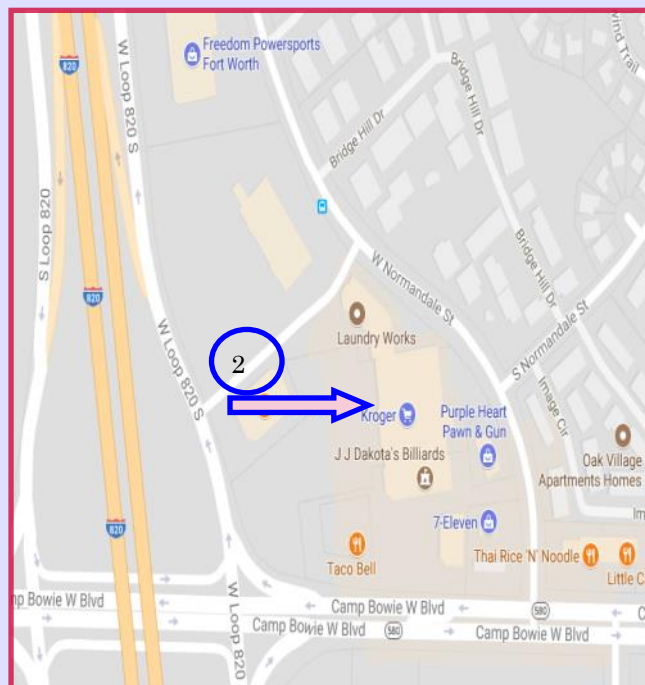 Freedom Powersports
Fort Worth
820
W Loop 820 S
S Loop 820
Bridge Hill Dr
Bridge Hill Dr
Bridge Hill Dr
Trail
W Normandale St
820
W Loop 820 S
Laundry Works
S Normandale St
2
Kroger
Purple Heart
Pawn & Gun
Image Cir
J J Dakota's Billiards
Oak Village
Apartments Homes
7-Eleven
820
Taco Bell
Thai Rice 'N' Noodle
Little C
W Loop 820
mp Bowie W Blvd
Camp Bowie W Blvd
580
Camp Bowie W Blvd
580
Camp Bowie W Blvd